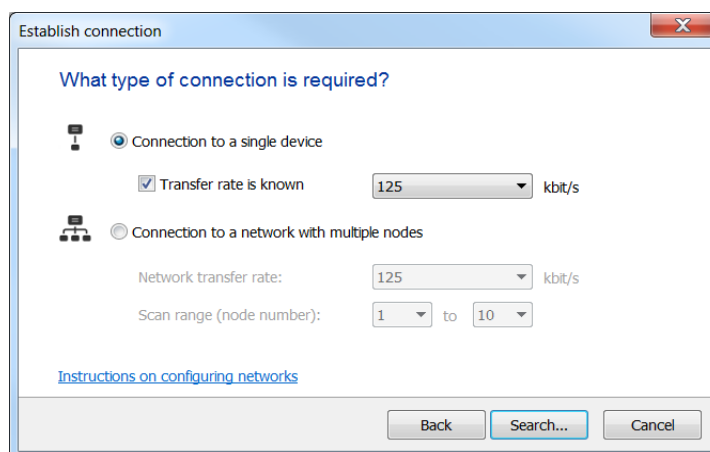 Establish connection
What type of connection is required?
Connection to a single device
Transfer rate is known 125 kbit/s
Connection to a network with multiple nodes
Network transfer rate: 125 kbit/s
Scan range (node number): 1 to 10
Instructions on configuring networks
Back Search... Cancel